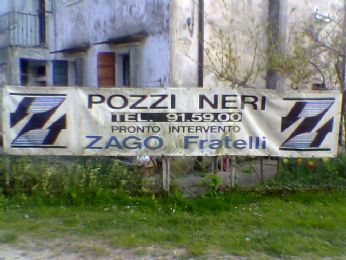 POZZI NERI
TEL. 91.59.00
PRONTO INTERVENTO
ZAGO Fratelli